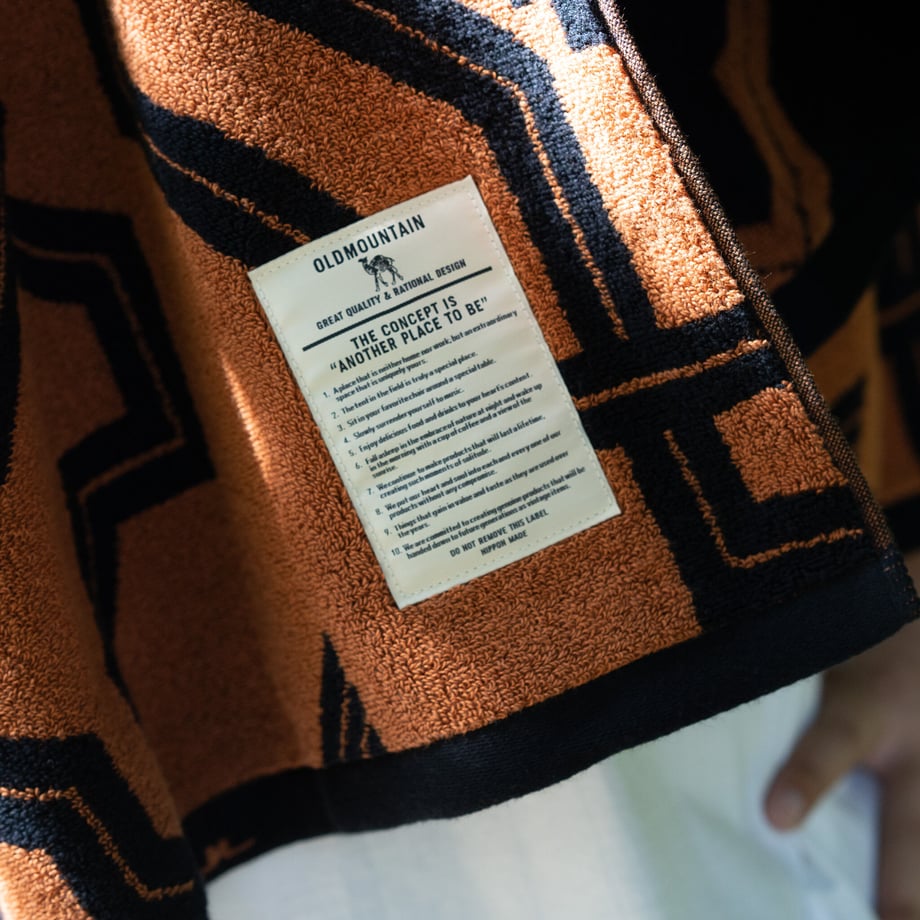 OLDMOUNTAIN
GREAT QUALITY & RATIONAL DESIGN
THE CONCEPT IS
"ANOTHER PLACE TO BE"
1. A place that is neither home nor work, but an extraordinary
space that is uniquely yours.
2. The tent in the field is truly a special place.
3. Sit in your favorite chair around a special table.
4. Slowly surrender yourself to music.
5. Enjoy delicious food and drinks to your heart's content.
6. Fall asleep in the embrace of nature at night and wake up
in the morning with a cup of coffee and a view of the
sunrise.
7. We continue to make products that will last a lifetime,
creating such moments of solitude.
8. We put our heart and soul into each and every one of our
products without any compromise.
9. Things that gain in value and taste as they are used over
the years.
10. We are committed to creating genuine products that will be
handed down to future generations as vintage items.
DO NOT REMOVE THIS LABEL
NIPPON MADE